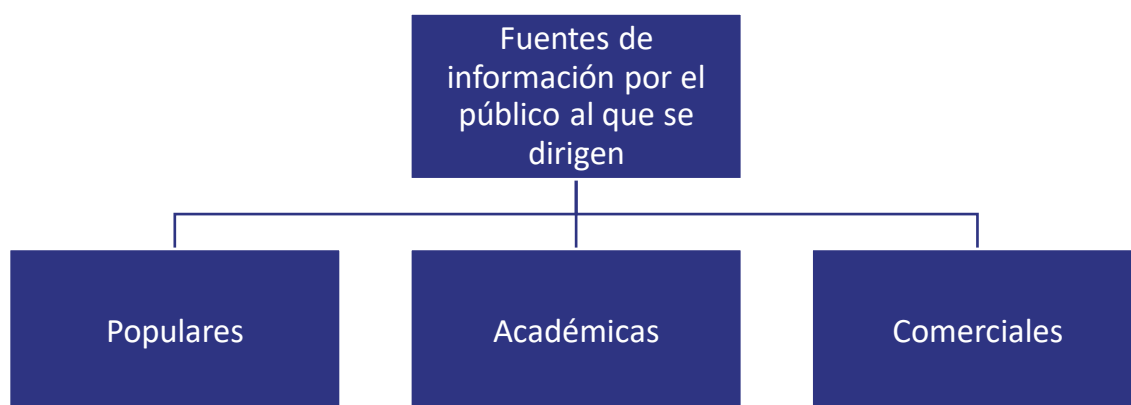 Fuentes de
información por el
público al que se
dirigen
Populares
Académicas
Comerciales